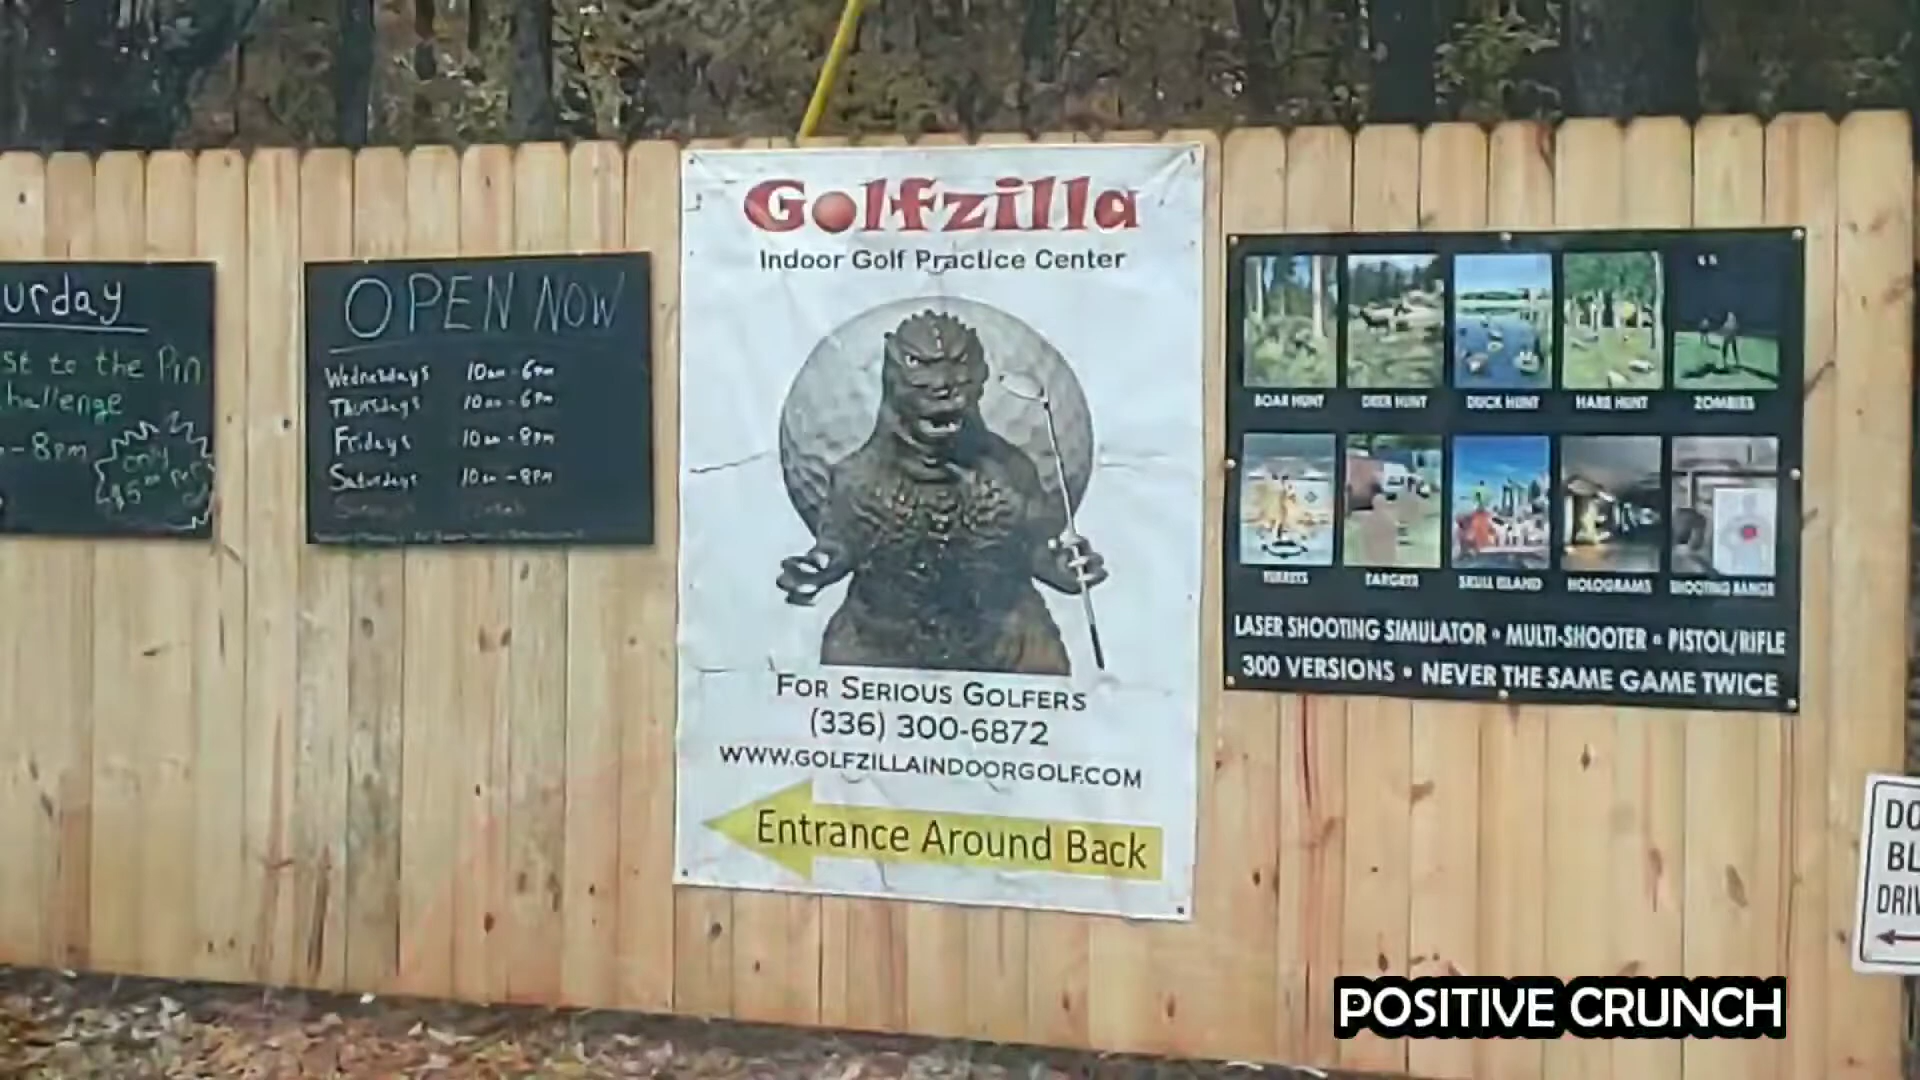 urday
st to the Pin
hallenge
- 8pm
only
$5
OPEN NOW
Wednesdays 10am - 6pm
Thursdays 10am - 6pm
Fridays 10am - 8pm
Saturdays 10am - 8pm
Golfzilla
Indoor Golf Practice Center
FOR SERIOUS GOLFERS
(336) 300-6872
WWW.GOLFZILLAINDOORGOLF.COM
Entrance Around Back
BOAR HUNT DEER HUNT DUCK HUNT HARE HUNT ZOMBIES
TARGETS SKULL ISLAND HOLOGRAMS SHOOTING RANGE
LASER SHOOTING SIMULATOR • MULTI-SHOOTER • PISTOL/RIFLE
300 VERSIONS • NEVER THE SAME GAME TWICE
DO
BL
DRIV
POSITIVE CRUNCH